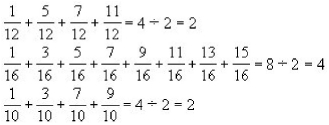 1/12 + 5/12 + 7/12 + 11/12 = 4 ÷ 2 = 2
1/16 + 3/16 + 5/16 + 7/16 + 9/16 + 11/16 + 13/16 + 15/16 = 8 ÷ 2 = 4
1/10 + 3/10 + 7/10 + 9/10 = 4 ÷ 2 = 2